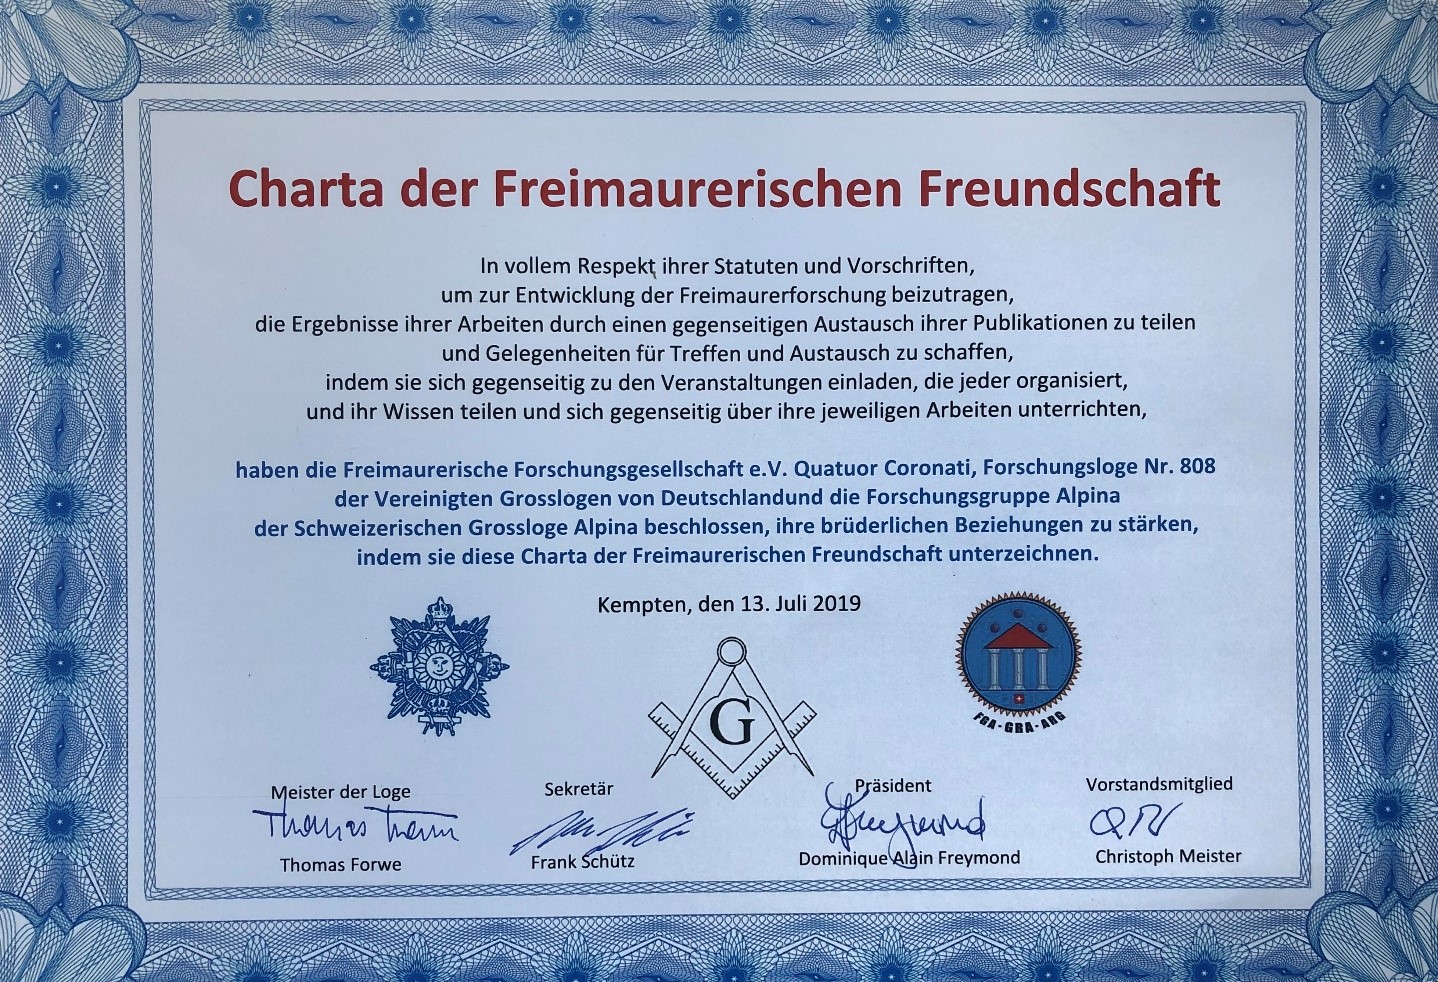 Charta der Freimaurerischen Freundschaft
In vollem Respekt ihrer Statuten und Vorschriften,
um zur Entwicklung der Freimaurerforschung beizutragen,
die Ergebnisse ihrer Arbeiten durch einen gegenseitigen Austausch ihrer Publikationen zu teilen
und Gelegenheiten für Treffen und Austausch zu schaffen,
indem sie sich gegenseitig zu den Veranstaltungen einladen, die jeder organisiert,
und ihr Wissen teilen und sich gegenseitig über ihre jeweiligen Arbeiten unterrichten,
haben die Freimaurerische Forschungsgesellschaft e.V. Quatuor Coronati, Forschungsloge Nr. 808
der Vereinigten Grosslogen von Deutschlandund die Forschungsgruppe Alpina
der Schweizerischen Grossloge Alpina beschlossen, ihre brüderlichen Beziehungen zu stärken,
indem sie diese Charta der Freimaurerischen Freundschaft unterzeichnen.
Kempten, den 13. Juli 2019
G
FGA-GRA-ARG
Meister der Loge Sekretär Präsident Vorstandsmitglied
Thomas Forwe Frank Schütz Dominique Alain Freymond Christoph Meister